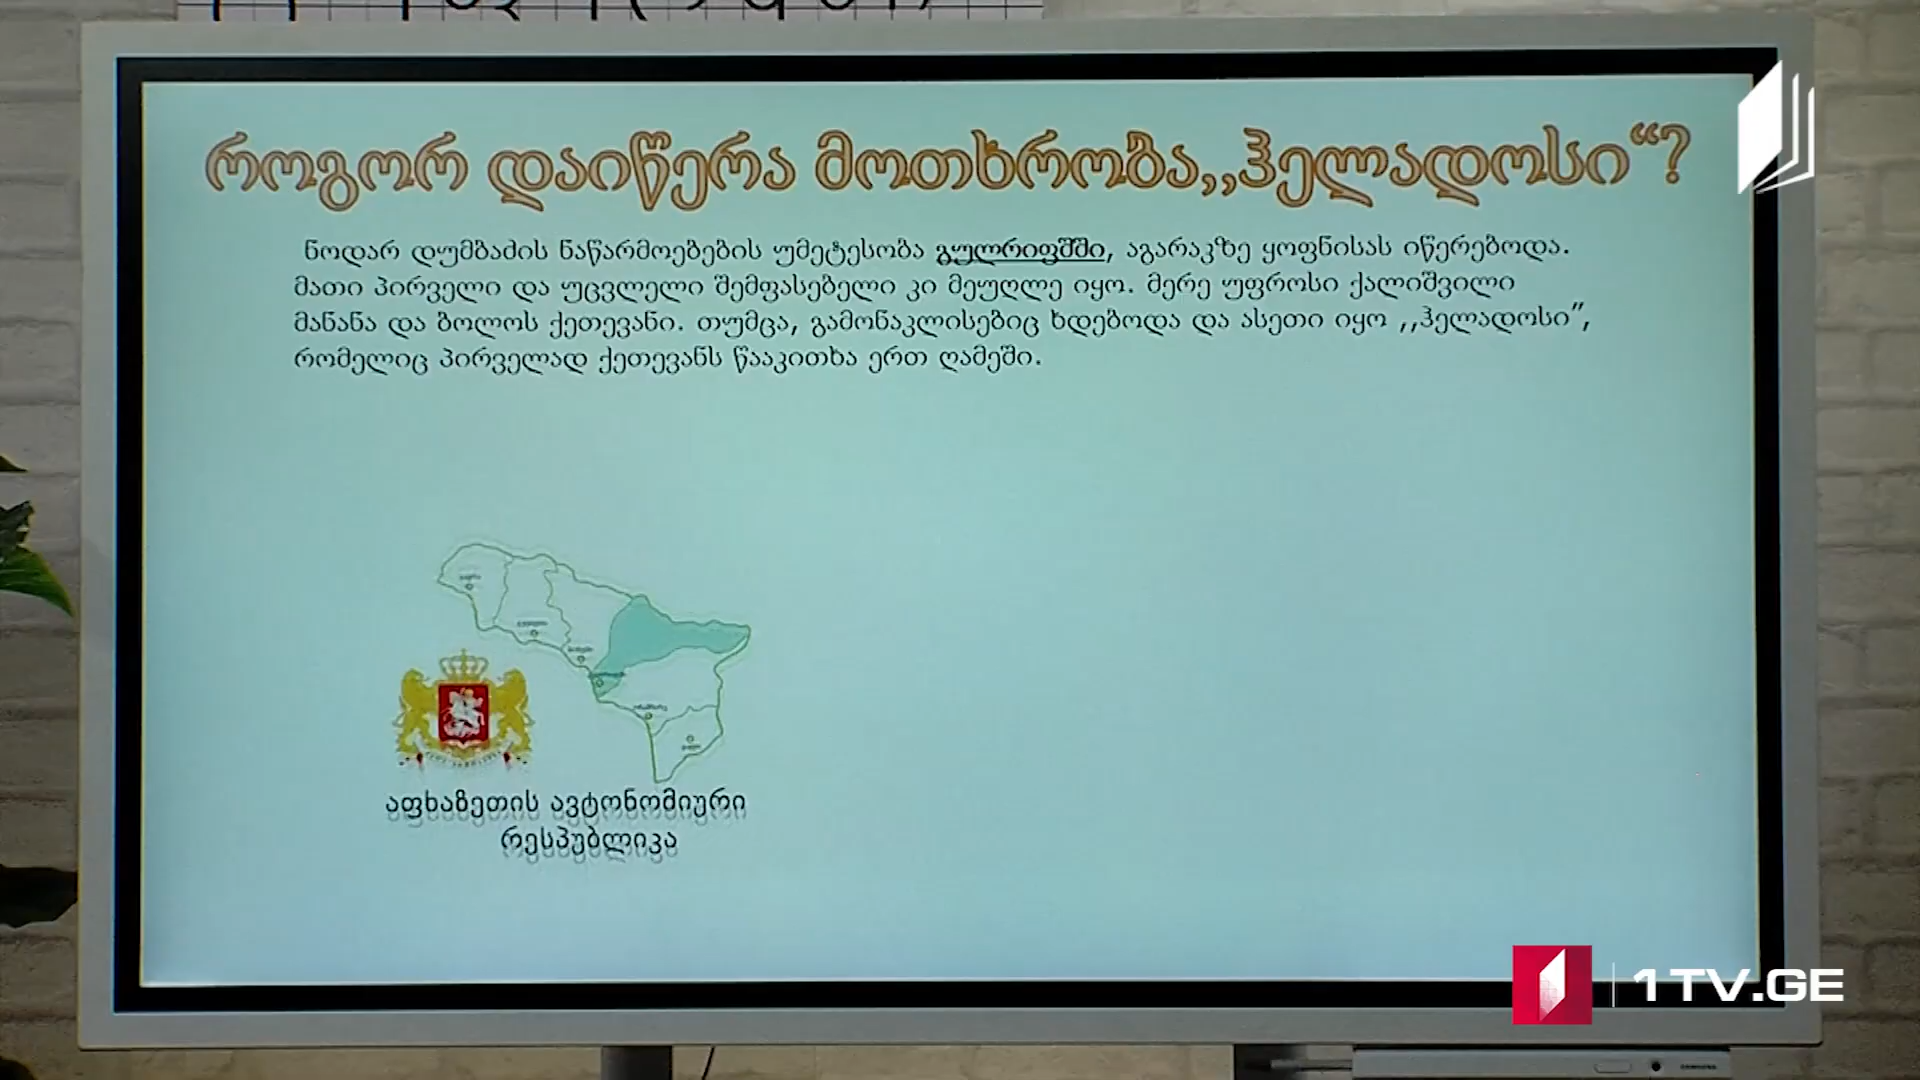 როგორ დაიწერა მოთხრობა,,ჰელადოსი“?
ნოდარ დუმბაძის ნაწარმოებების უმეტესობა გულრიფშში, აგარაკზე ყოფნისას იწერებოდა.
მათი პირველი და უცვლელი შემფასებელი კი მეუღლე იყო. მერე უფროსი ქალიშვილი
მანანა და ბოლოს ქეთევანი. თუმცა, გამონაკლისებიც ხდებოდა და ასეთი იყო ,,ჰელადოსი”,
რომელიც პირველად ქეთევანს წააკითხა ერთ ღამეში.
აფხაზეთის ავტონომიური
რესპუბლიკა
1TV.GE
SAMSUNG